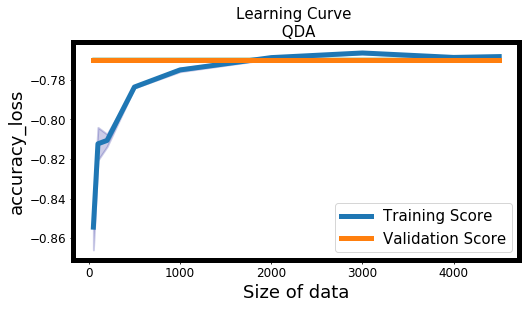 Learning Curve
QDA
accuracy_loss
−0.78
−0.80
−0.82
−0.84
−0.86
0
1000
2000
3000
4000
Size of data
Training Score
Validation Score